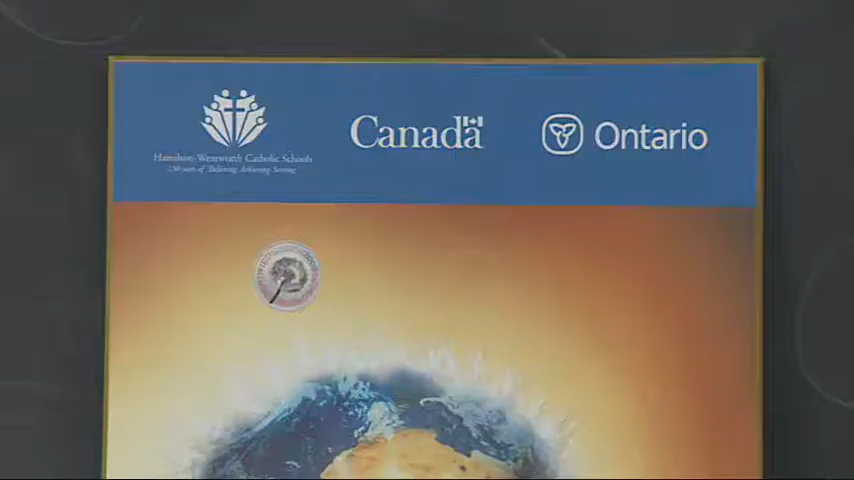 Hamilton-Wentworth Catholic Schools
150 years of Believing, Achieving, Serving
Canada
Ontario